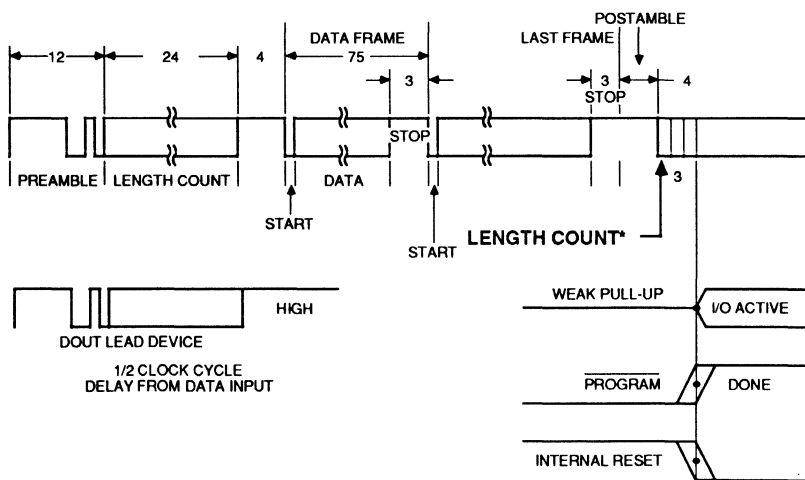 POSTAMBLE
DATA FRAME
LAST FRAME
12
24
4
75
3
3
4
STOP
STOP
PREAMBLE
LENGTH COUNT
DATA
3
START
START
LENGTH COUNT*
HIGH
DOUT LEAD DEVICE
1/2 CLOCK CYCLE
DELAY FROM DATA INPUT
WEAK PULL-UP
I/O ACTIVE
PROGRAM
DONE
INTERNAL RESET